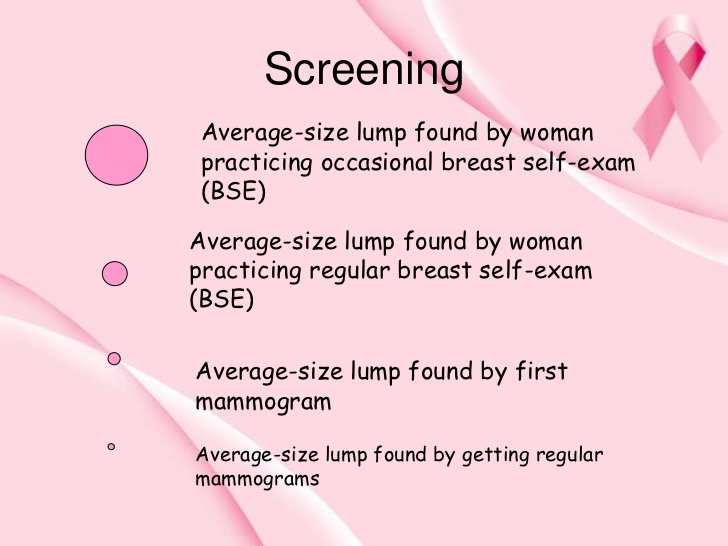 Screening
Average-size lump found by woman
practicing occasional breast self-exam
(BSE)
Average-size lump found by woman
practicing regular breast self-exam
(BSE)
Average-size lump found by first
mammogram
Average-size lump found by getting regular
mammograms